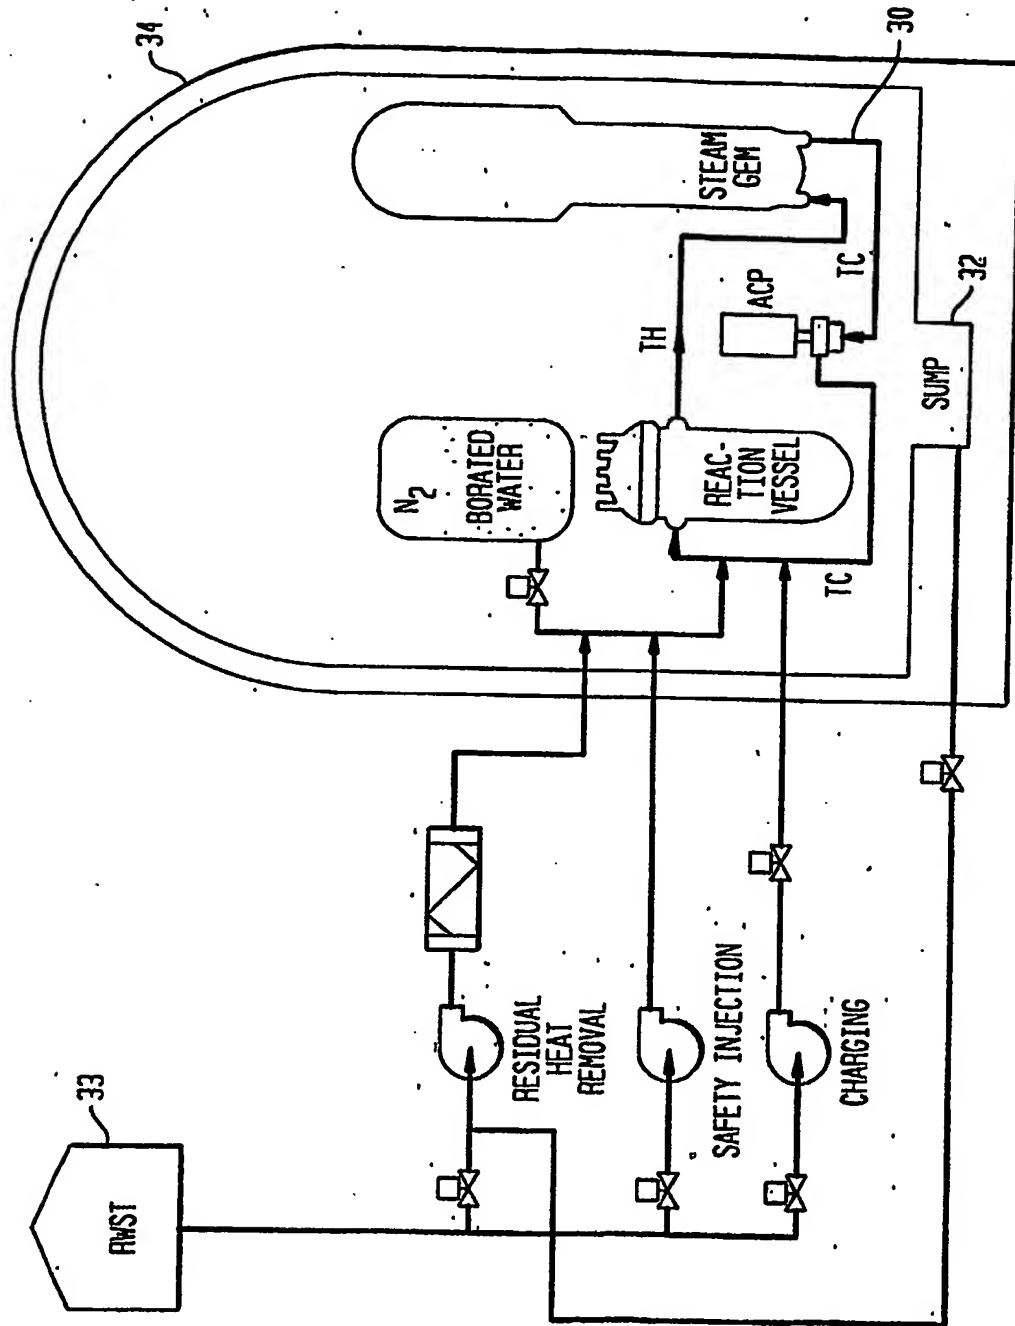 34
30
STEAM
GEM
TC
ACP
32
TH
SUMP
N2
BORATED
WATER
REAC-
TION
VESSEL
TC
RESIDUAL
HEAT
REMOVAL
SAFETY INJECTION
CHARGING
33
RWST